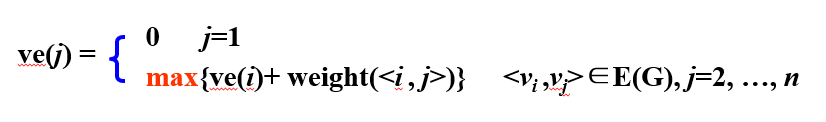 0 j=1
ve(j) = {
max{ve(i)+ weight(<i , j>)} <vi ,vj>∈E(G), j=2, …, n